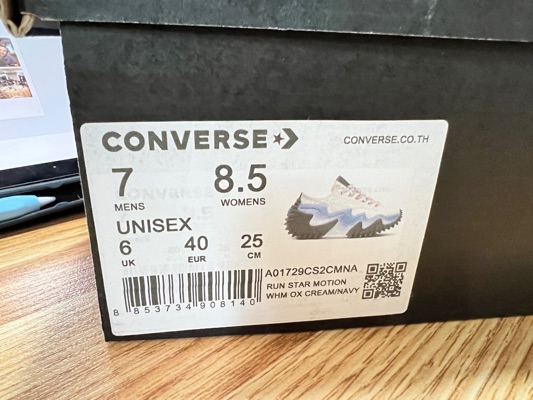 CONVERSE
CONVERSE.CO.TH
7 8.5
MENS WOMENS
UNISEX
6 40 25
UK EUR CM
A01729CS2CMNA
RUN STAR MOTION
WHM OX CREAM/NAVY
8 853734 908140